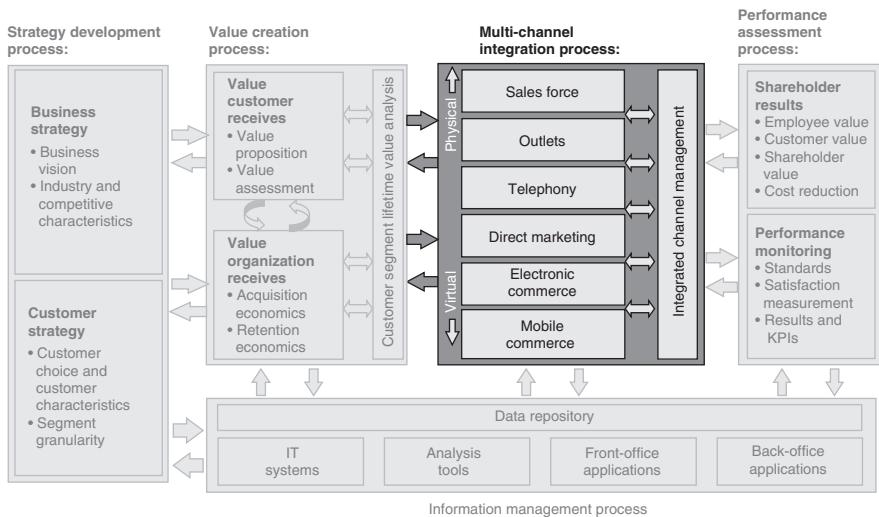 Strategy development
process:
Business
strategy
• Business
vision
• Industry and
competitive
characteristics
Customer
strategy
• Customer
choice and
customer
characteristics
• Segment
granularity
Value creation
process:
Value
customer
receives
• Value
proposition
• Value
assessment
Value
organization
receives
• Acquisition
economics
• Retention
economics
Customer segment lifetime value analysis
Multi-channel
integration process:
Physical
Virtual
Sales force
Outlets
Telephony
Direct marketing
Electronic
commerce
Mobile
commerce
Integrated channel management
Performance
assessment
process:
Shareholder
results
• Employee value
• Customer value
• Shareholder
value
• Cost reduction
Performance
monitoring
• Standards
• Satisfaction
measurement
• Results and
KPIs
Data repository
IT
systems
Analysis
tools
Front-office
applications
Back-office
applications
Information management process